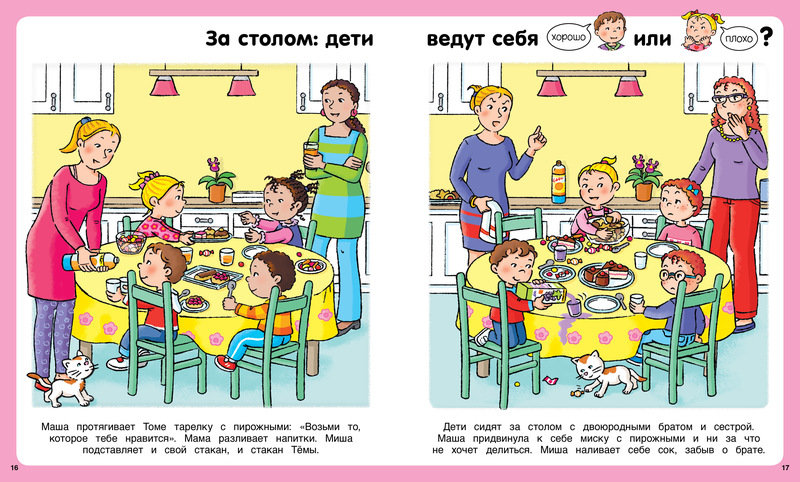 За столом: дети ведут себя хорошо или плохо ?
Маша протягивает Томе тарелку с пирожными: «Возьми то,
которое тебе нравится». Мама разливает напитки. Миша
подставляет и свой стакан, и стакан Тёмы.
16
Дети сидят за столом с двоюродными братом и сестрой.
Маша придвинула к себе миску с пирожными и ни за что
не хочет делиться. Миша наливает себе сок, забыв о брате.
17